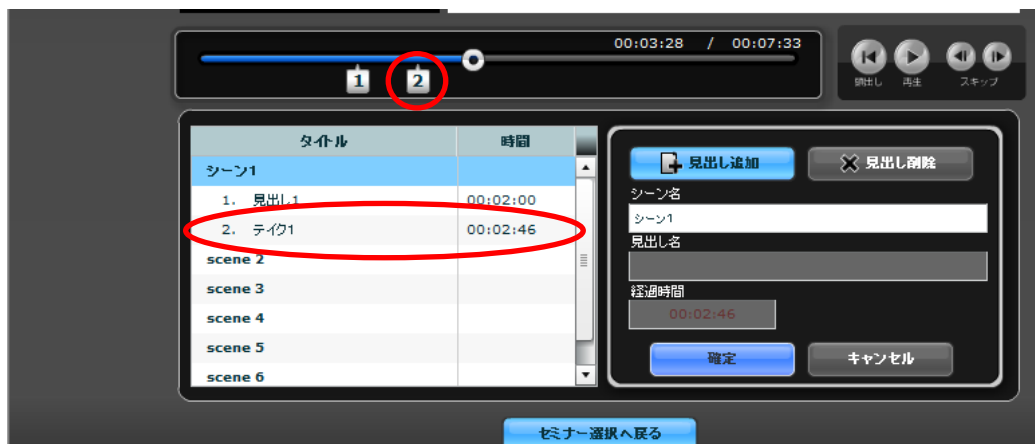 00:03:28 / 00:07:33
1 2
頭出し 再生 スキップ
タイトル 時間
シーン1
1. 見出し1 00:02:00
2. テイク1 00:02:46
scene 2
scene 3
scene 4
scene 5
scene 6
見出し追加 見出し削除
シーン名
シーン1
見出し名
経過時間
00:02:46
確定 キャンセル
セミナー選択へ戻る